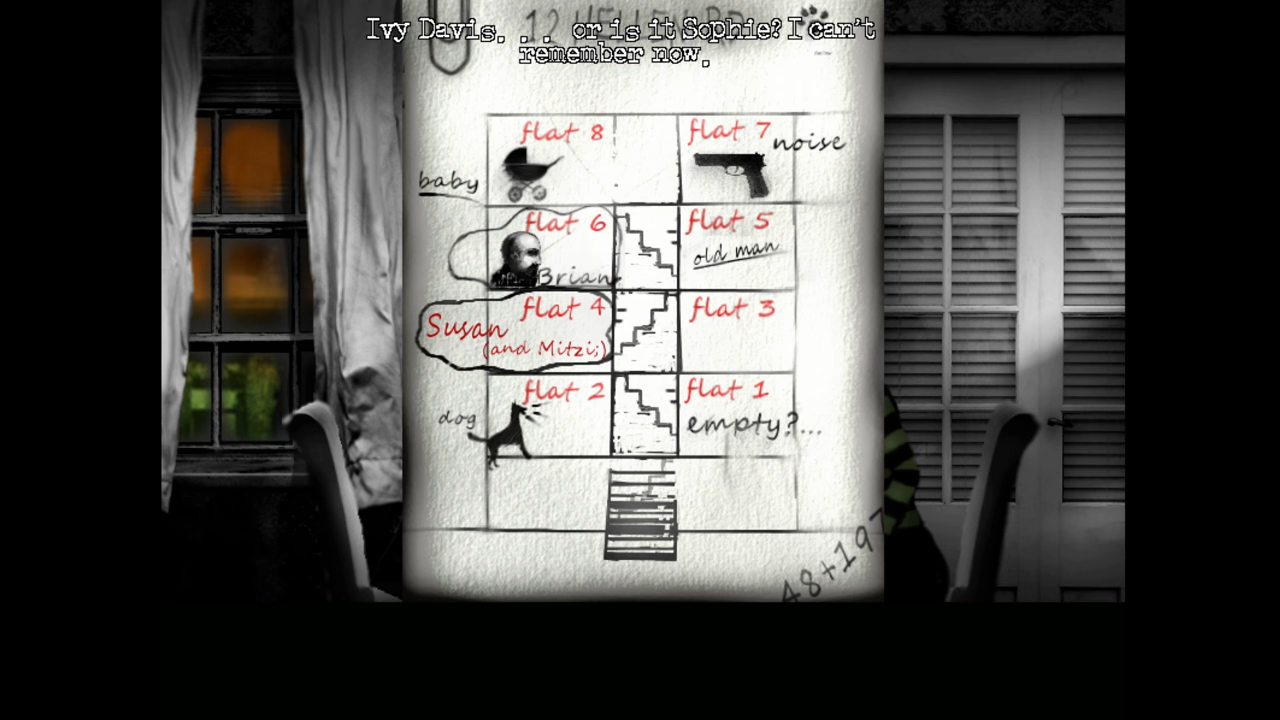 Ivy Davis. . . or is it Sophie? I can't
remember now.
flat 8
flat 7
noise
baby
flat 6
flat 5
Brian
old man
flat 4
flat 3
Susan
(and Mitzi;)
flat 2
flat 1
dog
empty?...
48+197